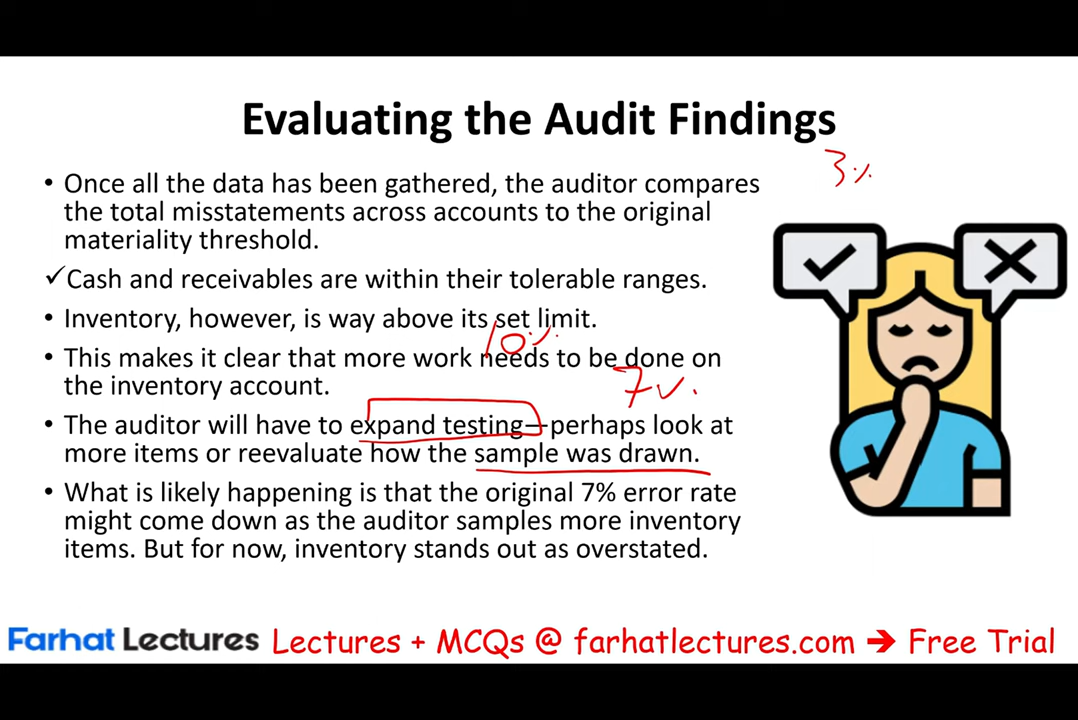 Evaluating the Audit Findings
3%
• Once all the data has been gathered, the auditor compares
the total misstatements across accounts to the original
materiality threshold.
✓Cash and receivables are within their tolerable ranges.
• Inventory, however, is way above its set limit.
10%
• This makes it clear that more work needs to be done on
the inventory account.
7%
• The auditor will have to expand testing—perhaps look at
more items or reevaluate how the sample was drawn.
• What is likely happening is that the original 7% error rate
might come down as the auditor samples more inventory
items. But for now, inventory stands out as overstated.
Farhat Lectures Lectures + MCQs @ farhatlectures.com → Free Trial